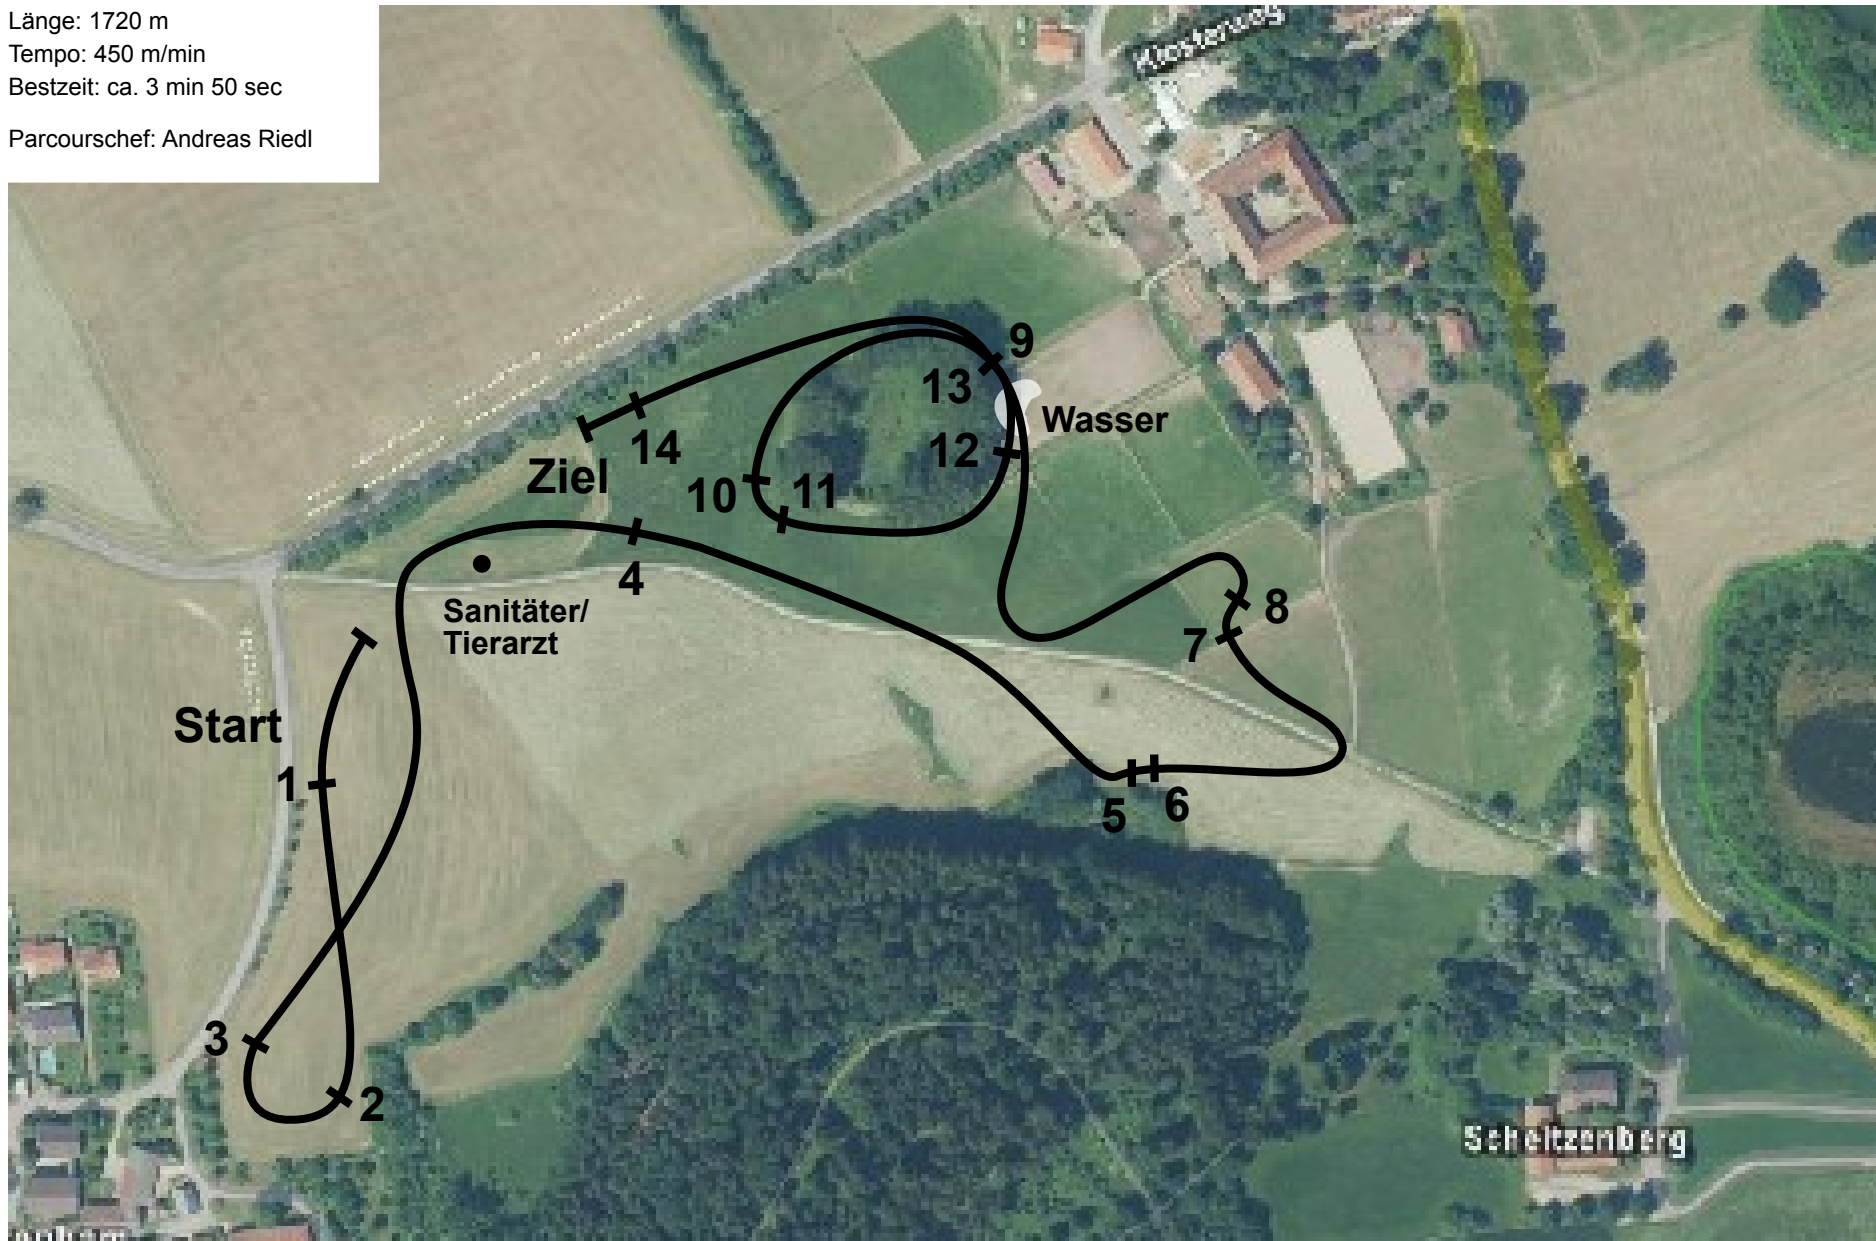 Länge: 1720 m
Tempo: 450 m/min
Bestzeit: ca. 3 min 50 sec
Parcourschef: Andreas Riedl
Klosterweg
9
13
Wasser
14
12
Ziel
10
11
4
Sanitäter/
Tierarzt
8
7
Start
1
5
6
3
2
Scheitzenberg